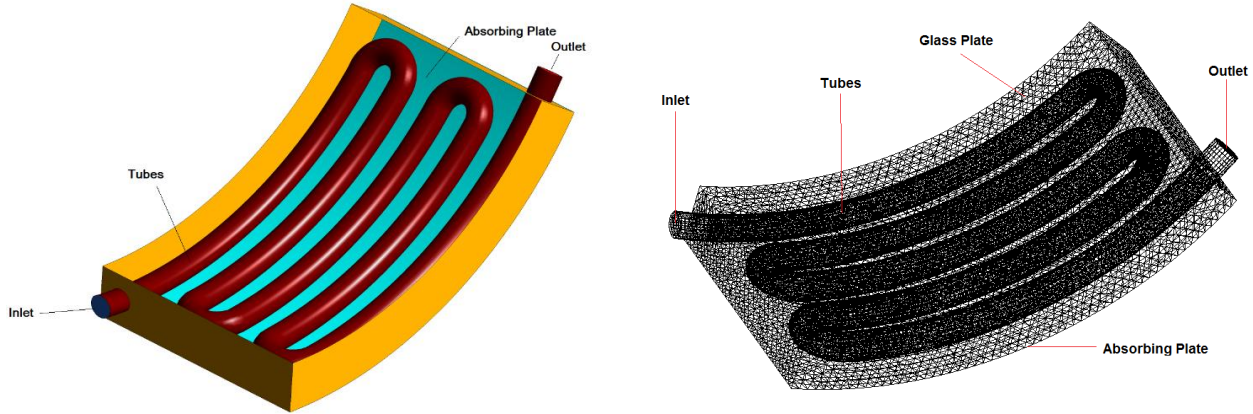 Absorbing Plate
Outlet
Tubes
Inlet
Glass Plate
Tubes
Inlet
Outlet
Absorbing Plate